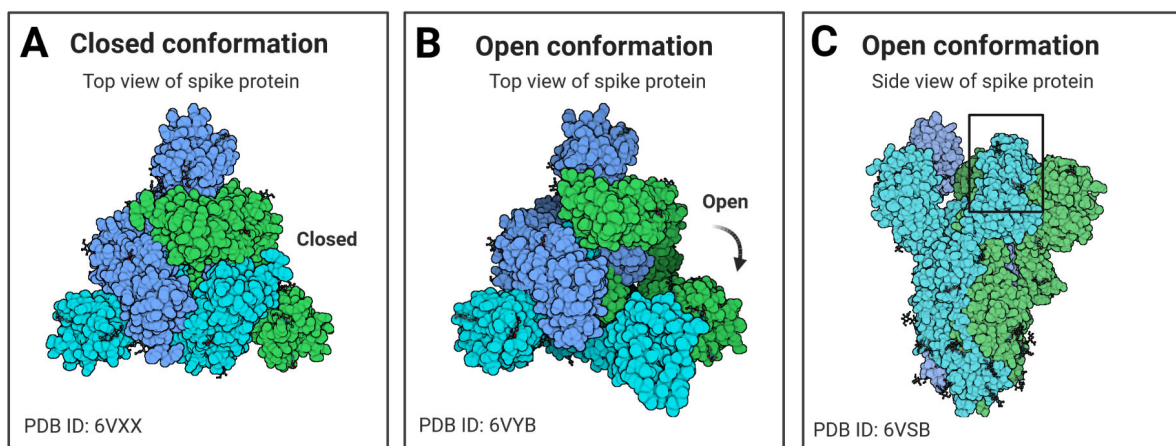 A
Closed conformation
Top view of spike protein
Closed
PDB ID: 6VXX
B
Open conformation
Top view of spike protein
Open
PDB ID: 6VYB
C
Open conformation
Side view of spike protein
PDB ID: 6VSB